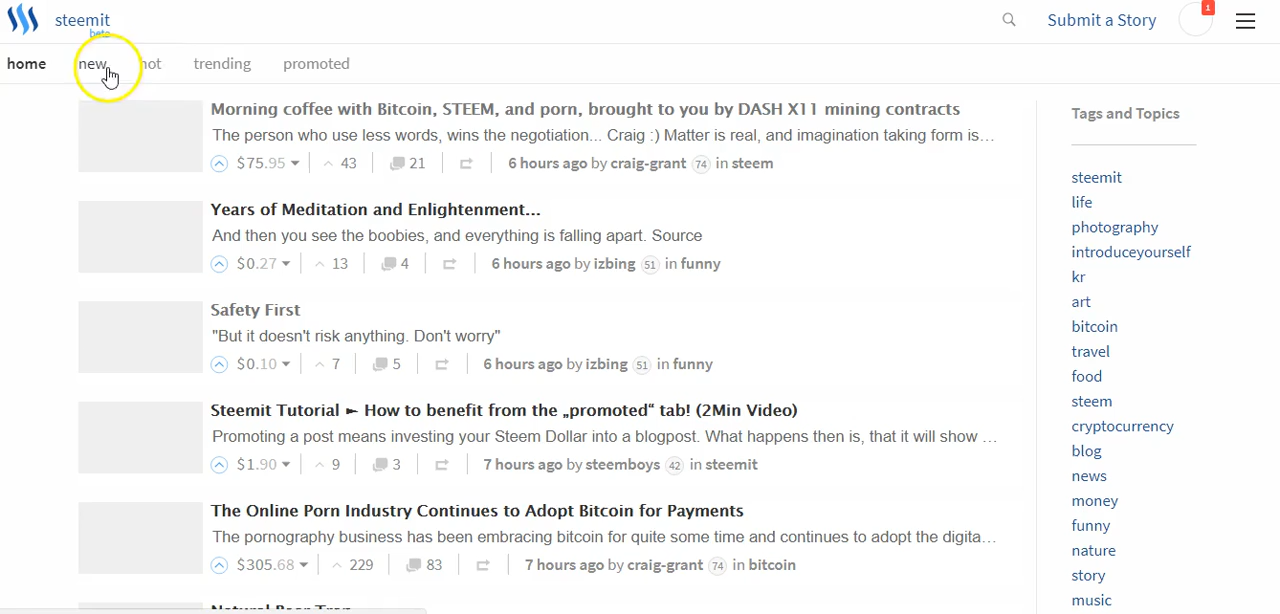 steemit
beta
Submit a Story
1
home new hot trending promoted
Morning coffee with Bitcoin, STEEM, and porn, brought to you by DASH X11 mining contracts
The person who use less words, wins the negotiation... Craig :) Matter is real, and imagination taking form is…
$75.95 43 21 6 hours ago by craig-grant 74 in steem
Years of Meditation and Enlightenment...
And then you see the boobies, and everything is falling apart. Source
$0.27 13 4 6 hours ago by izbing 51 in funny
Safety First
"But it doesn't risk anything. Don't worry"
$0.10 7 5 6 hours ago by izbing 51 in funny
Steemit Tutorial ► How to benefit from the „promoted“ tab! (2Min Video)
Promoting a post means investing your Steem Dollar into a blogpost. What happens then is, that it will show …
$1.90 9 3 7 hours ago by steemboys 42 in steemit
The Online Porn Industry Continues to Adopt Bitcoin for Payments
The pornography business has been embracing bitcoin for quite some time and continues to adopt the digita…
$305.68 229 83 7 hours ago by craig-grant 74 in bitcoin
Natural Bear Trap
Tags and Topics
steemit
life
photography
introduceyourself
kr
art
bitcoin
travel
food
steem
cryptocurrency
blog
news
money
funny
nature
story
music